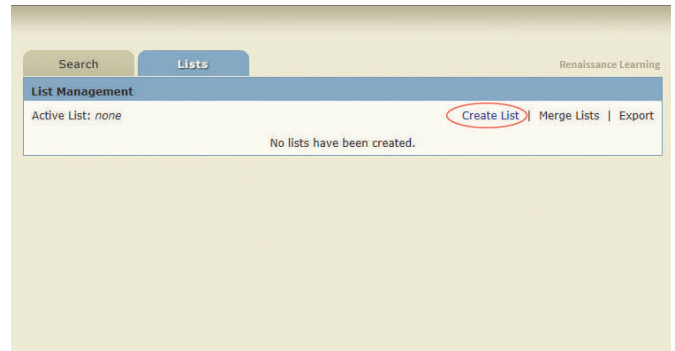 Search Lists Renaissance Learning
List Management
Active List: none Create List | Merge Lists | Export
No lists have been created.